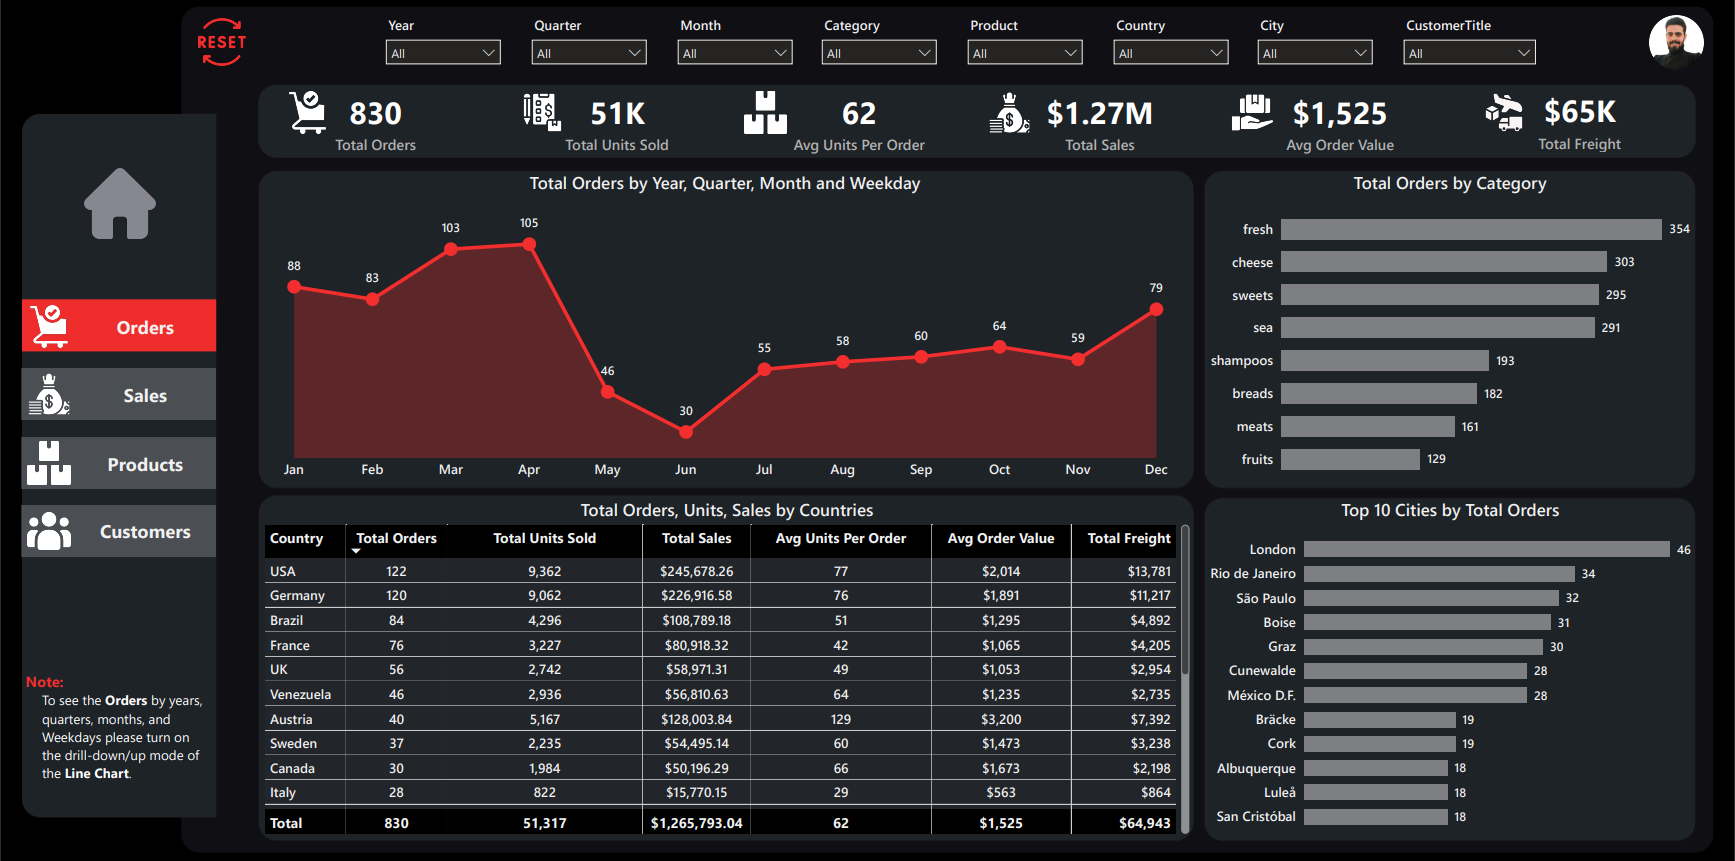 RESET
Year
Quarter
Month
Category
Product
Country
City
CustomerTitle
All
All
All
All
All
All
All
All
830
Total Orders
51K
Total Units Sold
62
Avg Units Per Order
$1.27M
Total Sales
$1,525
Avg Order Value
$65K
Total Freight
Orders
Sales
Products
Customers
Note:
To see the Orders by years,
quarters, months, and
Weekdays please turn on
the drill-down/up mode of
the Line Chart.
Total Orders by Year, Quarter, Month and Weekday
88
83
103
105
46
30
55
58
60
64
59
79
Jan Feb Mar Apr May Jun Jul Aug Sep Oct Nov Dec
Total Orders by Category
fresh 354
cheese 303
sweets 295
sea 291
shampoos 193
breads 182
meats 161
fruits 129
Total Orders, Units, Sales by Countries
Country Total Orders Total Units Sold Total Sales Avg Units Per Order Avg Order Value Total Freight
USA 122 9,362 $245,678.26 77 $2,014 $13,781
Germany 120 9,062 $226,916.58 76 $1,891 $11,217
Brazil 84 4,296 $108,789.18 51 $1,295 $4,892
France 76 3,227 $80,918.32 42 $1,065 $4,205
UK 56 2,742 $58,971.31 49 $1,053 $2,954
Venezuela 46 2,936 $56,810.63 64 $1,235 $2,735
Austria 40 5,167 $128,003.84 129 $3,200 $7,392
Sweden 37 2,235 $54,495.14 60 $1,473 $3,238
Canada 30 1,984 $50,196.29 66 $1,673 $2,198
Italy 28 822 $15,770.15 29 $563 $864
Total 830 51,317 $1,265,793.04 62 $1,525 $64,943
Top 10 Cities by Total Orders
London 46
Rio de Janeiro 34
São Paulo 32
Boise 31
Graz 30
Cunewalde 28
México D.F. 28
Bräcke 19
Cork 19
Albuquerque 18
Luleå 18
San Cristóbal 18